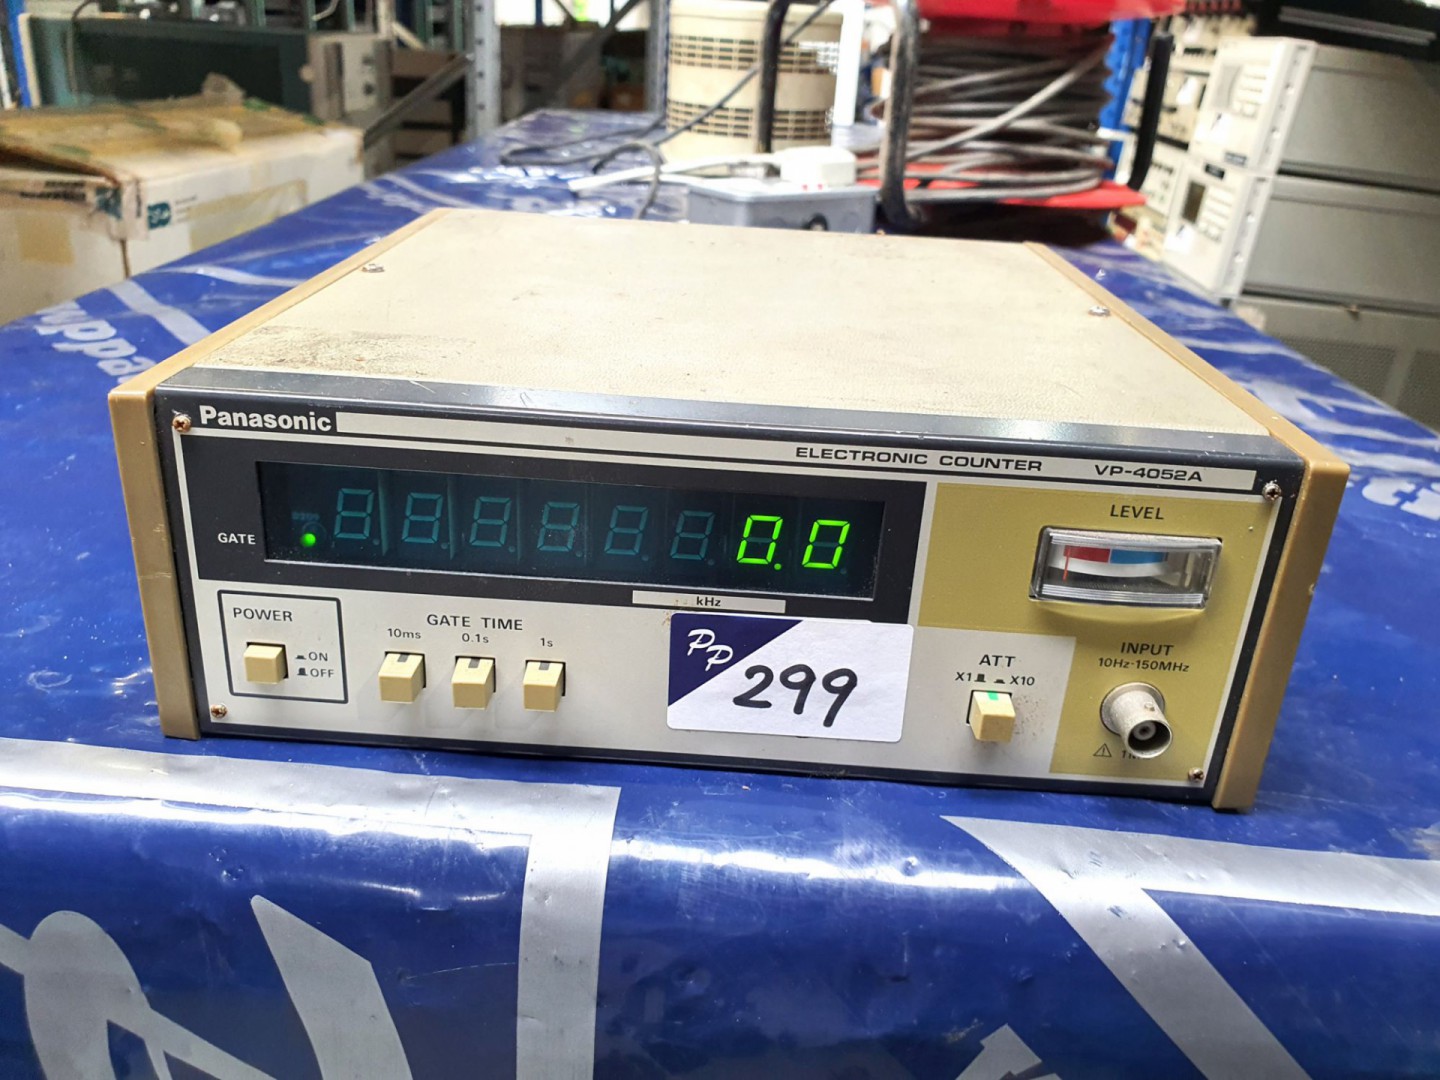 Panasonic
ELECTRONIC COUNTER VP-4052A
LEVEL
GATE
0.0
kHz
POWER
ON
OFF
GATE TIME
10ms 0.1s 1s
PP
299
ATT
X1 X10
INPUT
10Hz-150MHz